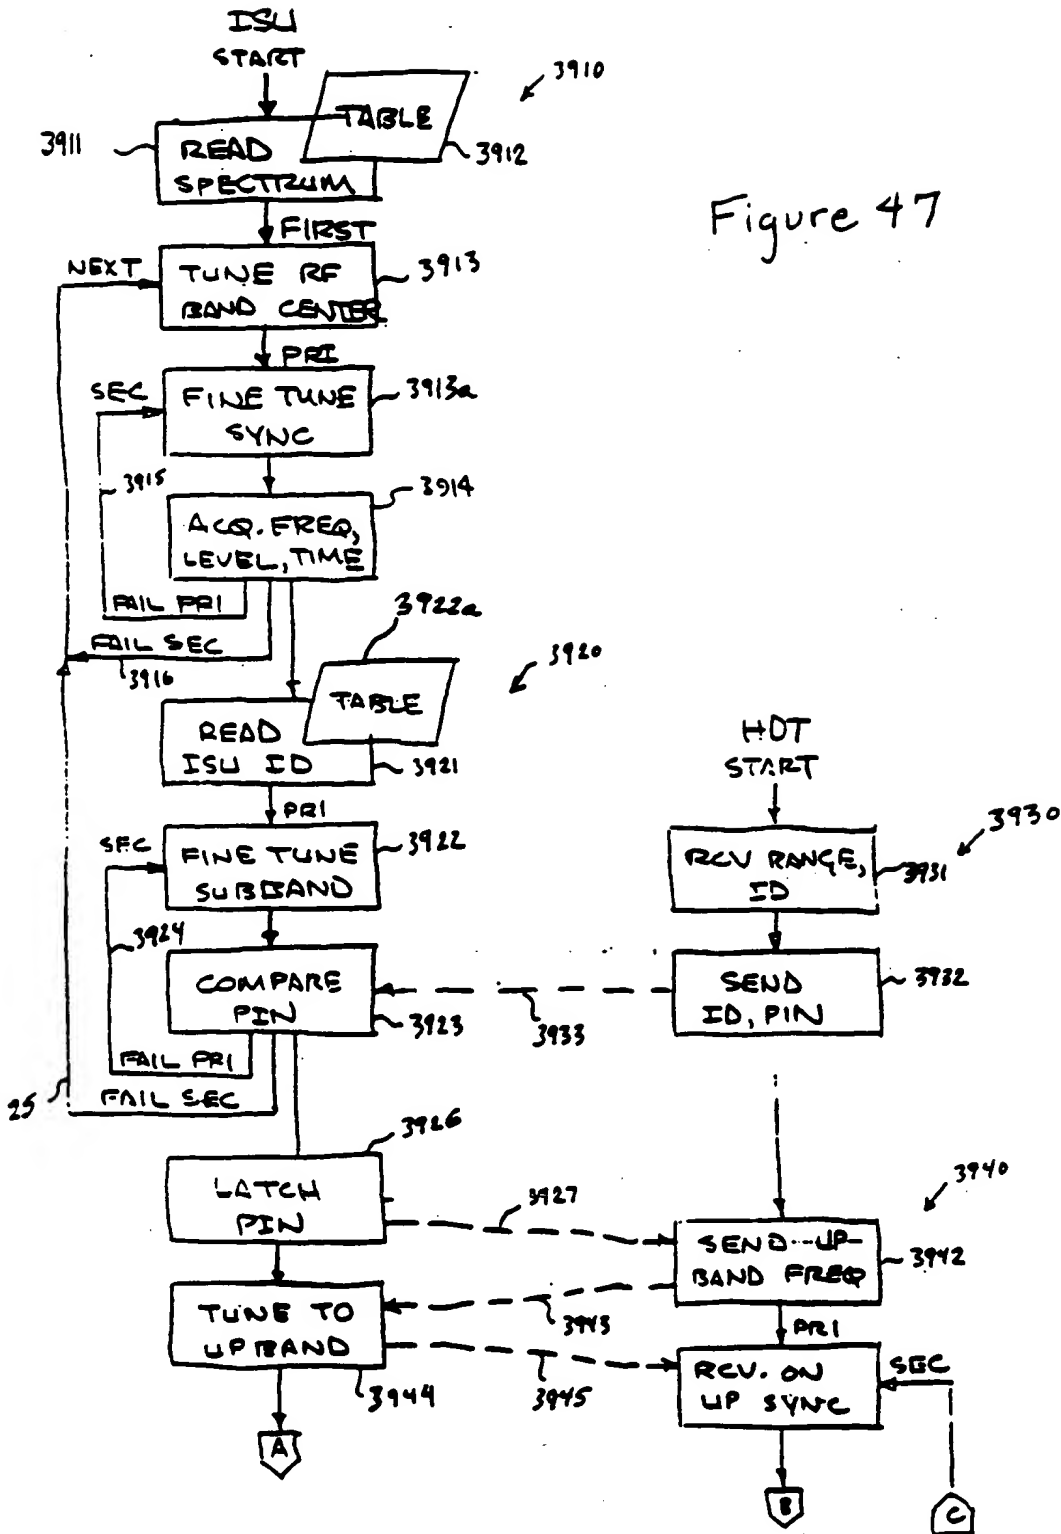 ISU
START
3910
TABLE
3911
READ
SPECTRUM
3912
Figure 47
FIRST
NEXT
TUNE RF
BAND CENTER
3913
PRI
SEC
FINE TUNE
SYNC
3913a
3915
3914
ACQ. FREQ,
LEVEL, TIME
FAIL PRI
3922a
FAIL SEC
3916
3920
TABLE
READ
ISU ID
3921
HDT
START
PRI
3930
SEC
FINE TUNE
SUBBAND
3922
RCV RANGE,
ID
3931
3924
COMPARE
PIN
3923
3933
SEND
ID, PIN
3932
FAIL PRI
25
FAIL SEC
3926
LATCH
PIN
3927
3940
SEND UP-
BAND FREQ
3942
TUNE TO
UPBAND
3943
PRI
3944
3945
RCV. ON
UP SYNC
SEC
A
B
C